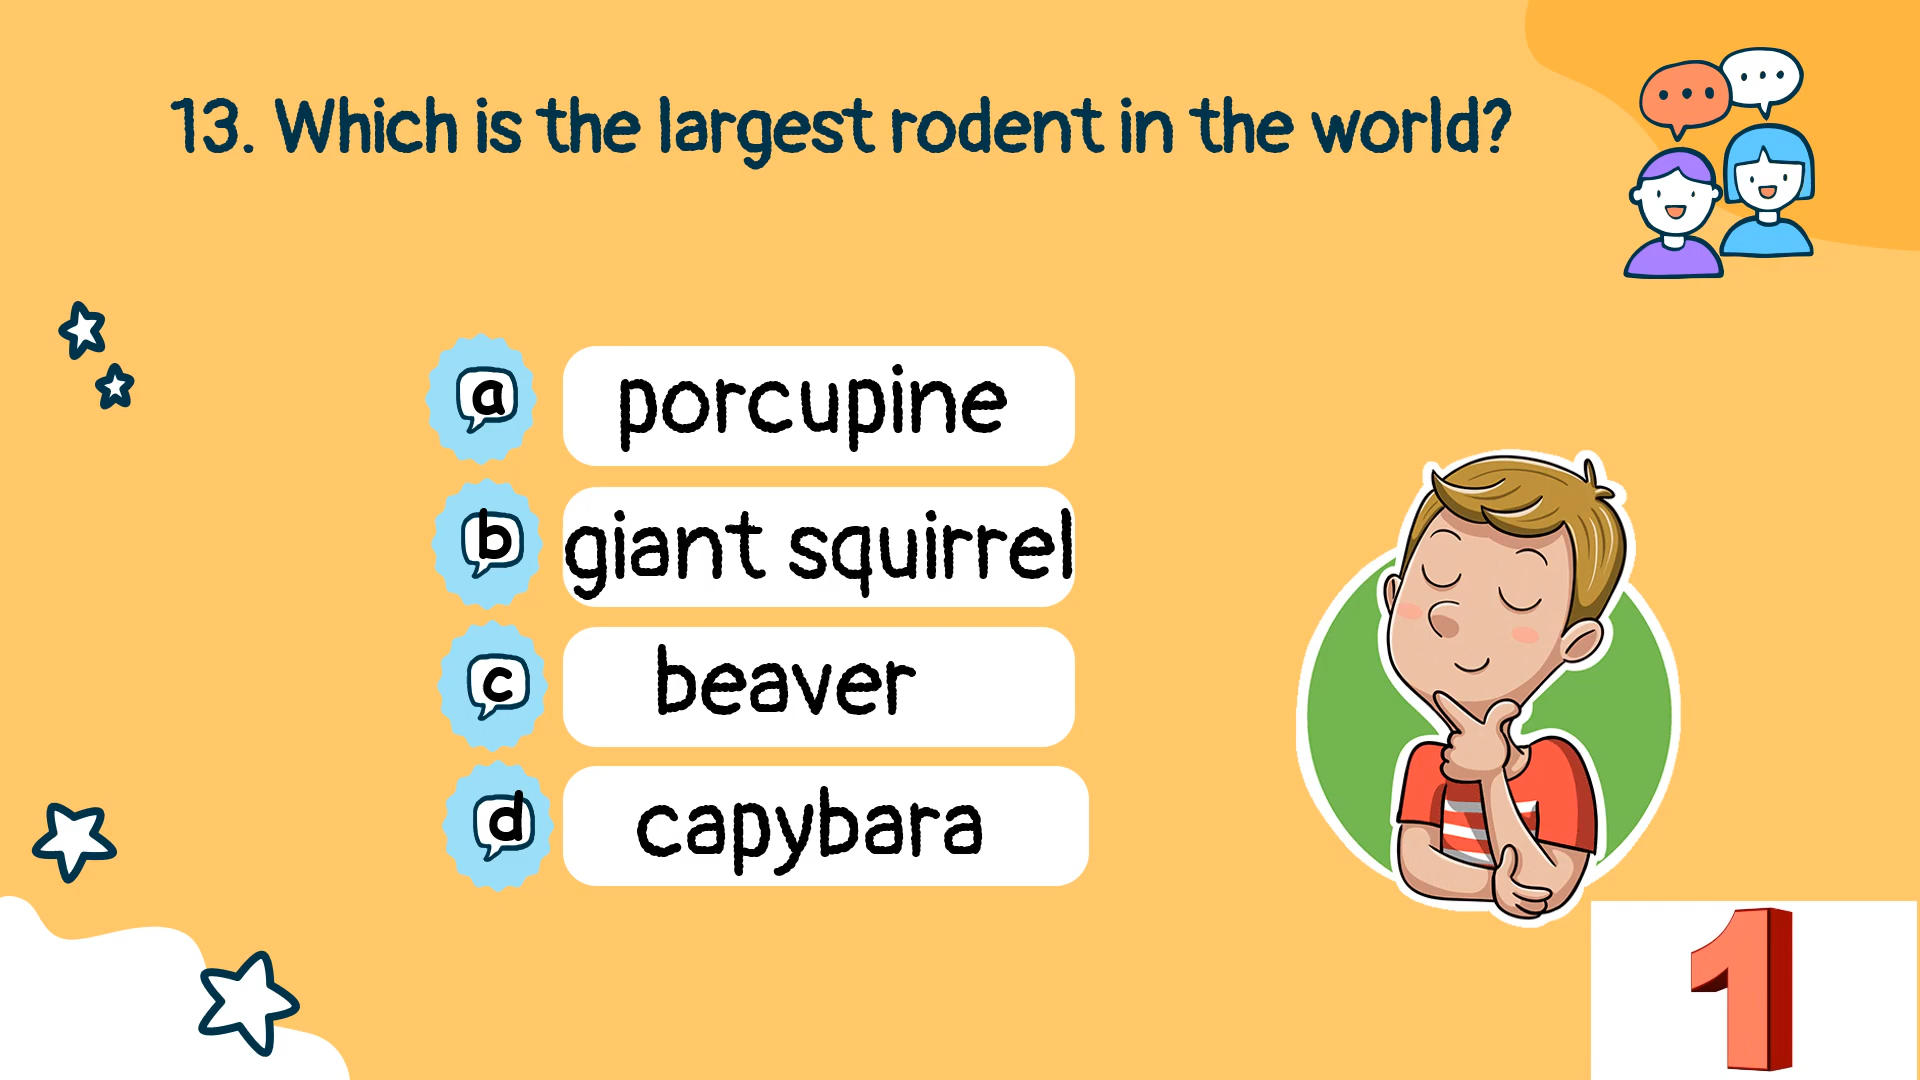 13. Which is the largest rodent in the world?
a porcupine
b giant squirrel
c beaver
d capybara
1